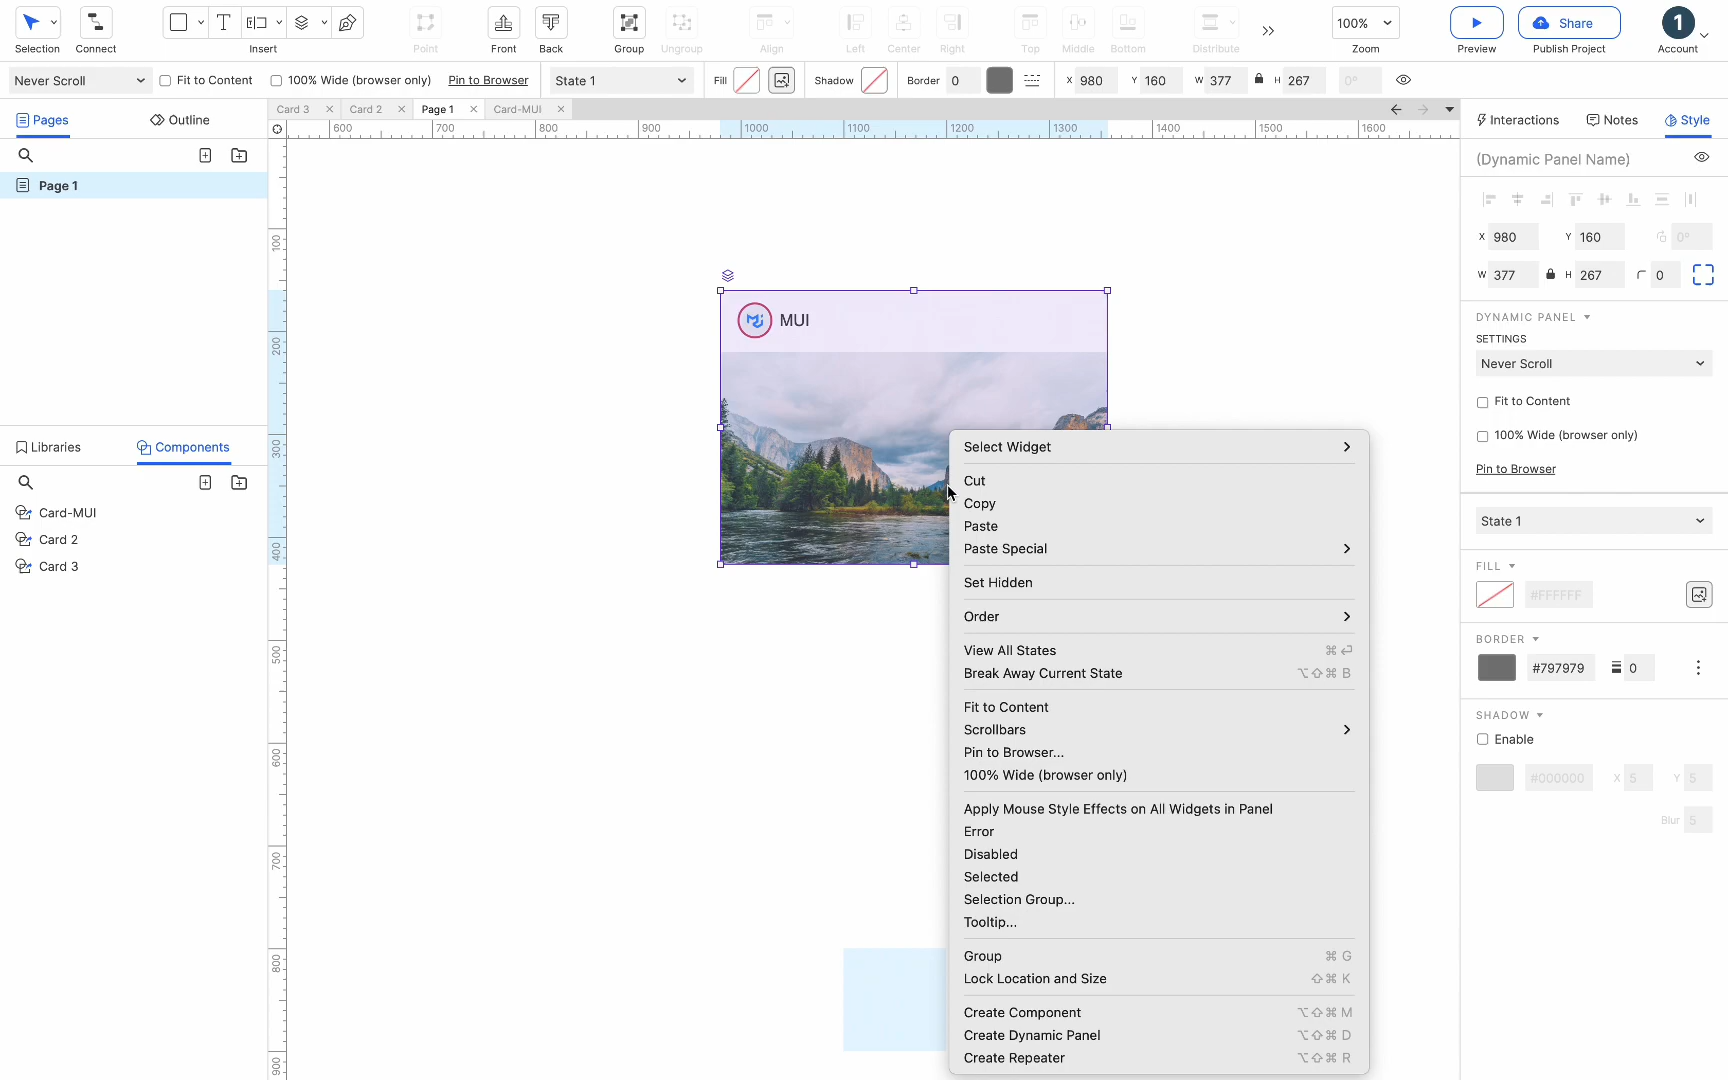 Selection
Connect
Insert
Point
Front
Back
Group
Ungroup
Align
Left
Center
Right
Top
Middle
Bottom
Distribute
100%
Zoom
Preview
Share
Publish Project
1
Account
Never Scroll
Fit to Content
100% Wide (browser only)
Pin to Browser
State 1
Fill
Shadow
Border 0
X 980
Y 160
W 377
H 267
0°
Pages
Outline
Card 3
Card 2
Page 1
Card-MUI
600 700 800 900 1000 1100 1200 1300 1400 1500 1600
Page 1
Libraries
Components
Card-MUI
Card 2
Card 3
100
200
300
400
500
600
700
800
900
MUI
Select Widget
Cut
Copy
Paste
Paste Special
Set Hidden
Order
View All States ⌘ ⏎
Break Away Current State ⌥⇧⌘ B
Fit to Content
Scrollbars
Pin to Browser...
100% Wide (browser only)
Apply Mouse Style Effects on All Widgets in Panel
Error
Disabled
Selected
Selection Group...
Tooltip...
Group ⌘ G
Lock Location and Size ⇧⌘ K
Create Component ⌥⇧⌘ M
Create Dynamic Panel ⌥⇧⌘ D
Create Repeater ⌥⇧⌘ R
Interactions
Notes
Style
(Dynamic Panel Name)
X 980
Y 160
0°
W 377
H 267
0
DYNAMIC PANEL
SETTINGS
Never Scroll
Fit to Content
100% Wide (browser only)
Pin to Browser
State 1
FILL
#FFFFFF
BORDER
#797979
0
SHADOW
Enable
#000000
X 5
Y 5
Blur 5